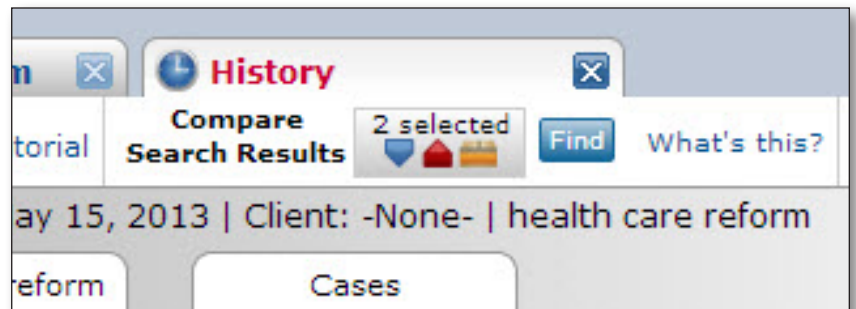 m History
torial Compare Search Results 2 selected Find What's this?
ay 15, 2013 | Client: -None- | health care reform
reform Cases